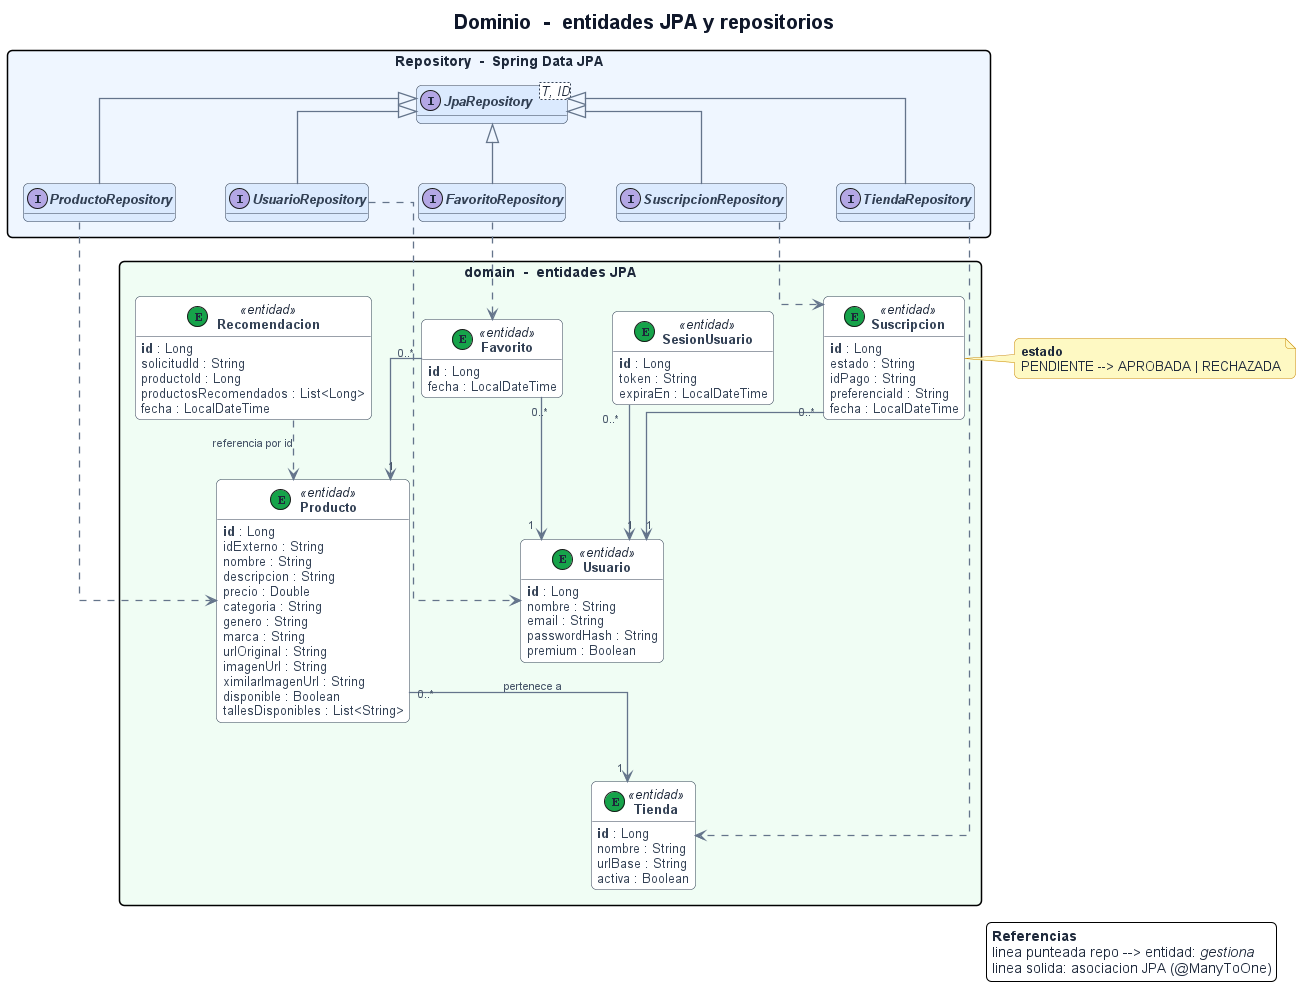 Dominio - entidades JPA y repositorios
Repository - Spring Data JPA
I JpaRepository
T, ID
I ProductoRepository
I UsuarioRepository
I FavoritoRepository
I SuscripcionRepository
I TiendaRepository
domain - entidades JPA
«entidad»
E Recomendacion
id : Long
solicitudId : String
productoId : Long
productosRecomendados : List<Long>
fecha : LocalDateTime
«entidad»
E Favorito
id : Long
fecha : LocalDateTime
«entidad»
E SesionUsuario
id : Long
token : String
expiraEn : LocalDateTime
«entidad»
E Suscripcion
id : Long
estado : String
idPago : String
preferenciaId : String
fecha : LocalDateTime
estado
PENDIENTE --> APROBADA | RECHAZADA
0..*
0..*
0..*
0..*
referencia por id
1
1
1
1
«entidad»
E Producto
id : Long
idExterno : String
nombre : String
descripcion : String
precio : Double
categoria : String
genero : String
marca : String
urlOriginal : String
imagenUrl : String
ximilarImagenUrl : String
disponible : Boolean
tallesDisponibles : List<String>
«entidad»
E Usuario
id : Long
nombre : String
email : String
passwordHash : String
premium : Boolean
0..*
pertenece a
1
«entidad»
E Tienda
id : Long
nombre : String
urlBase : String
activa : Boolean
Referencias
linea punteada repo --> entidad: gestiona
linea solida: asociacion JPA (@ManyToOne)